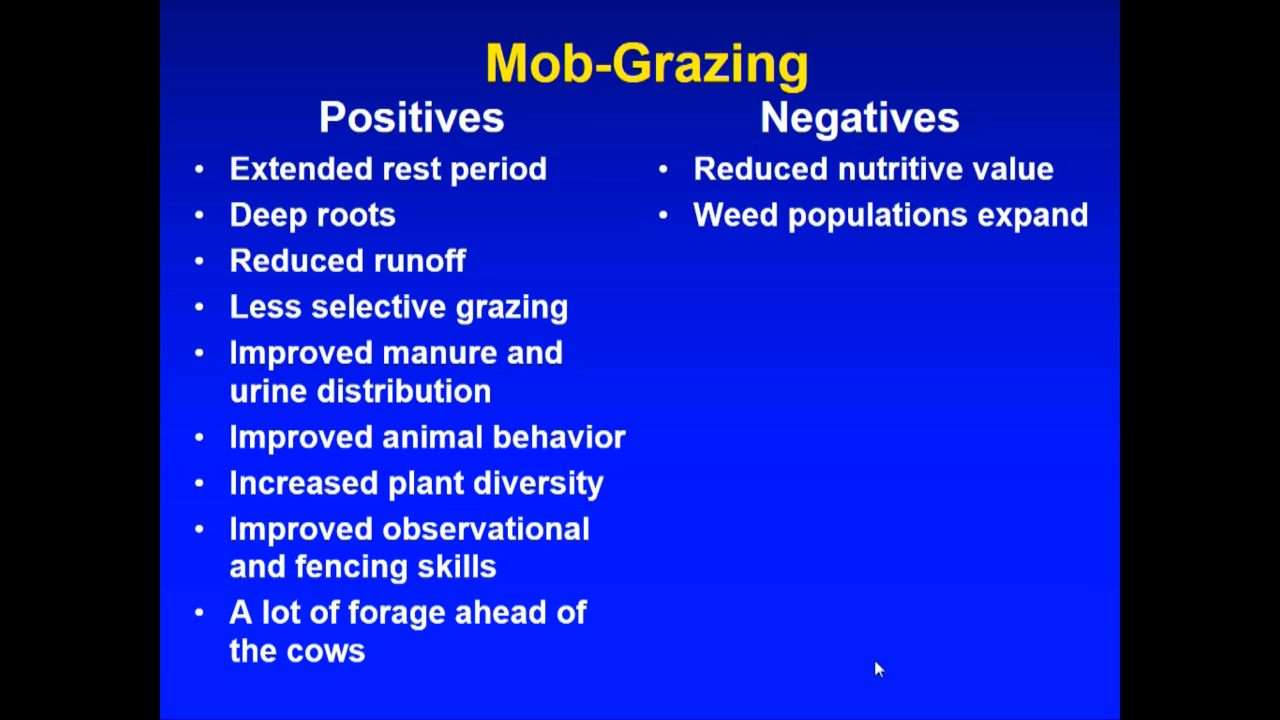 Mob-Grazing
Positives
• Extended rest period
• Deep roots
• Reduced runoff
• Less selective grazing
• Improved manure and
urine distribution
• Improved animal behavior
• Increased plant diversity
• Improved observational
and fencing skills
• A lot of forage ahead of
the cows
Negatives
• Reduced nutritive value
• Weed populations expand